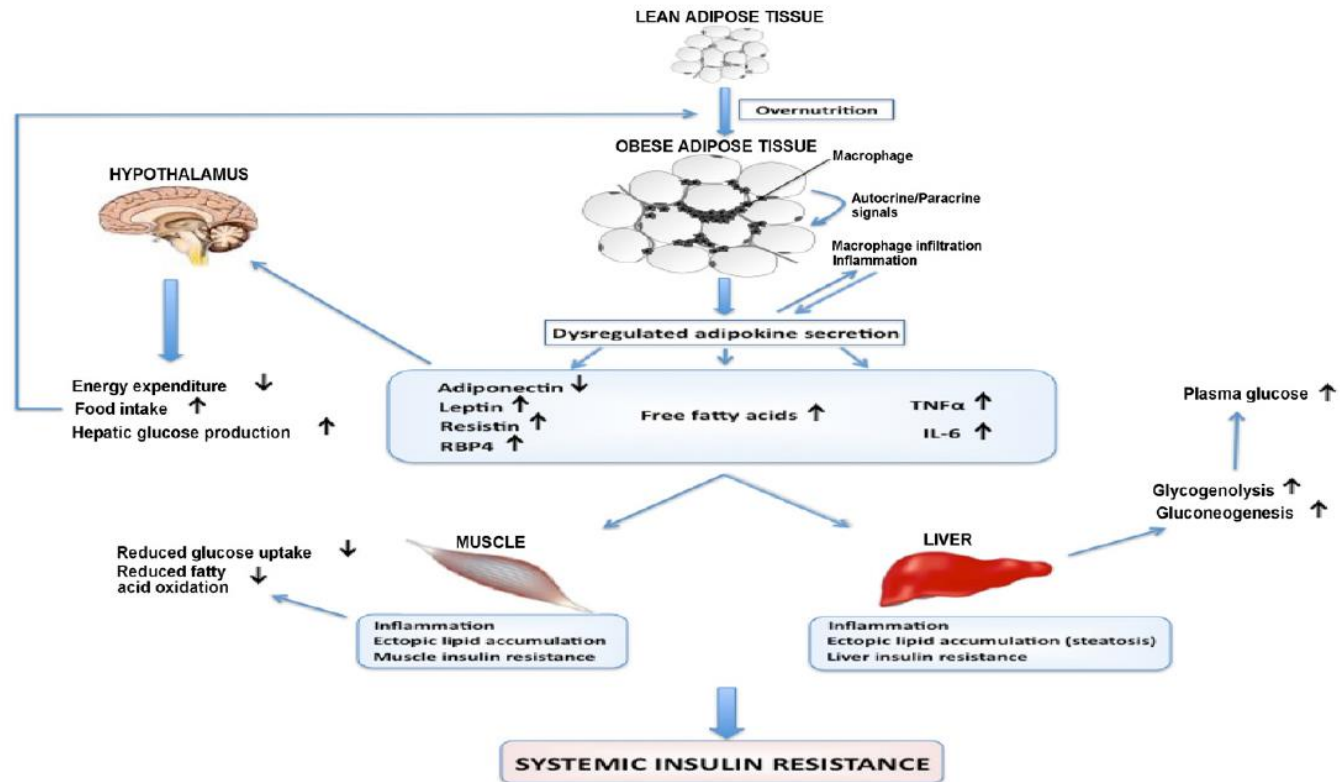 LEAN ADIPOSE TISSUE
Overnutrition
OBESE ADIPOSE TISSUE
Macrophage
Autocrine/Paracrine
signals
Macrophage infiltration
Inflammation
HYPOTHALAMUS
Dysregulated adipokine secretion
Energy expenditure ↓
Food intake ↑
Hepatic glucose production ↑
Adiponectin ↓
Leptin ↑
Resistin ↑
RBP4 ↑
Free fatty acids ↑
TNFα ↑
IL-6 ↑
Plasma glucose ↑
Glycogenolysis ↑
Gluconeogenesis ↑
MUSCLE
Reduced glucose uptake ↓
Reduced fatty ↓
acid oxidation
Inflammation
Ectopic lipid accumulation
Muscle insulin resistance
LIVER
Inflammation
Ectopic lipid accumulation (steatosis)
Liver insulin resistance
SYSTEMIC INSULIN RESISTANCE